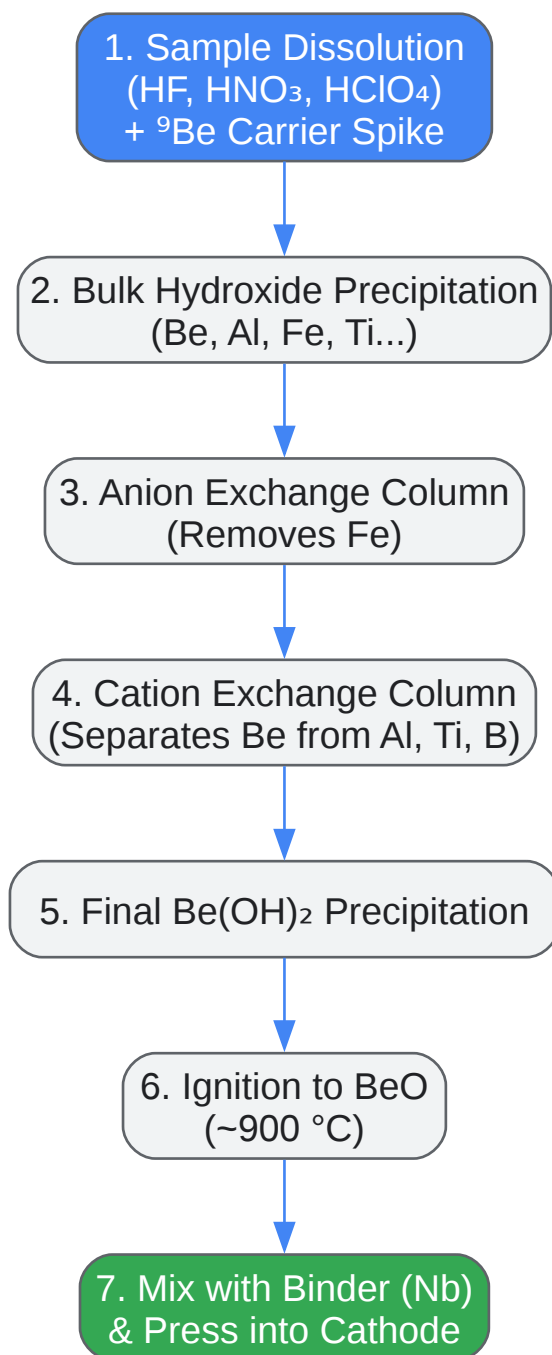 1. Sample Dissolution
(HF, HNO₃, HClO₄)
+ ⁹Be Carrier Spike
2. Bulk Hydroxide Precipitation
(Be, Al, Fe, Ti...)
3. Anion Exchange Column
(Removes Fe)
4. Cation Exchange Column
(Separates Be from Al, Ti, B)
5. Final Be(OH)₂ Precipitation
6. Ignition to BeO
(~900 °C)
7. Mix with Binder (Nb)
& Press into Cathode